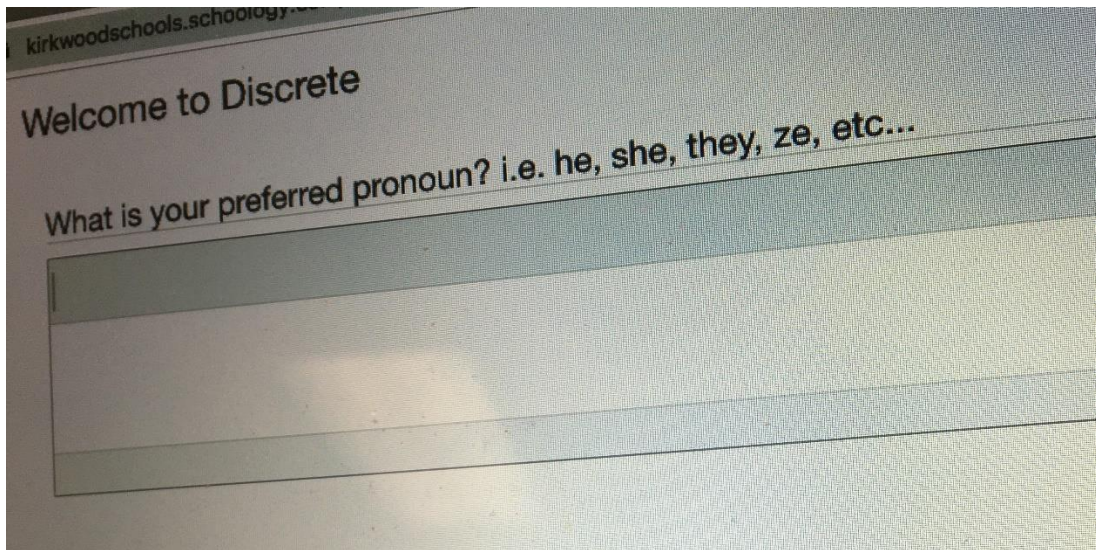 kirkwoodschools.schoology.
Welcome to Discrete
What is your preferred pronoun? i.e. he, she, they, ze, etc...